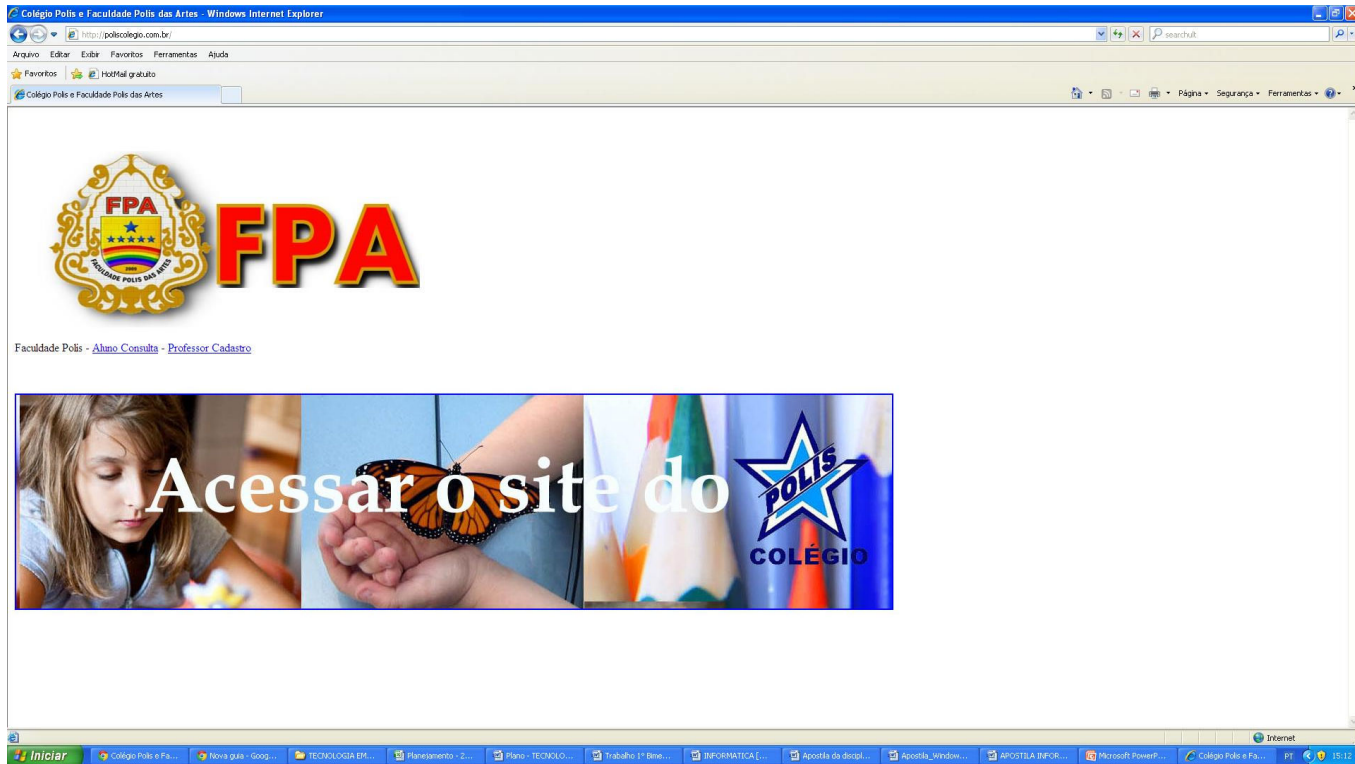 Colégio Polis e Faculdade Polis das Artes - Windows Internet Explorer
http://poliscolegio.com.br/
searchult
Arquivo Editar Exibir Favoritos Ferramentas Ajuda
Favoritos HotMail gratuito
Colégio Polis e Faculdade Polis das Artes
Página Segurança Ferramentas
FPA
2009
FACULDADE POLIS DAS ARTES
FPA
Faculdade Polis - Aluno Consulta - Professor Cadastro
Acessar o site do
POLIS
COLÉGIO
Internet
Iniciar Colégio Polis e Fa... Nova guia - Goog... TECNOLOGIA EM... Planejamento - 2... Plano - TECNOLO... Trabalho 1º Bime... INFORMATICA [... Apostila da discipl... Apostila_Window... APOSTILA INFOR... Microsoft PowerP... Colégio Polis e Fa... PT 15:12